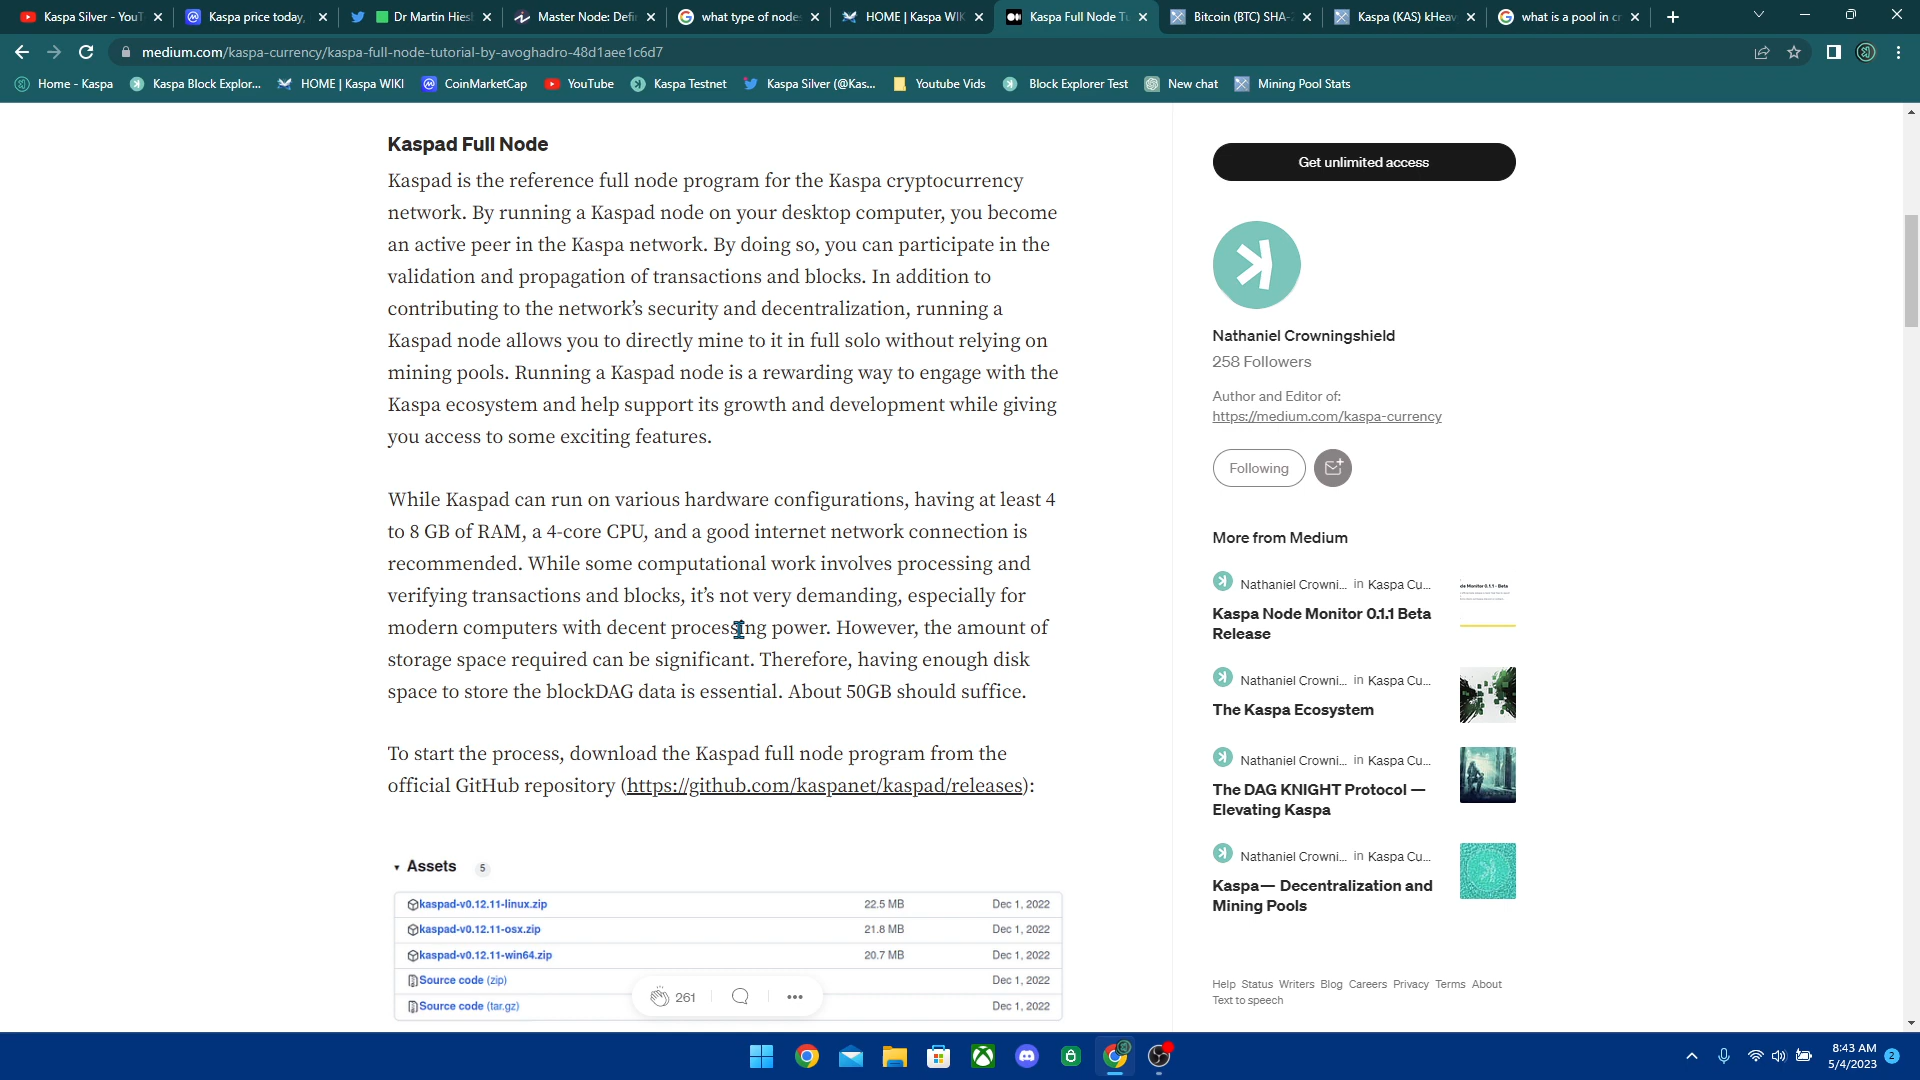 Kaspa Silver - YouT
Kaspa price today,
Dr Martin Hiesl
Master Node: Defin
what type of nodes
HOME | Kaspa WIK
Kaspa Full Node Tu
Bitcoin (BTC) SHA-2
Kaspa (KAS) kHeav
what is a pool in cr
medium.com/kaspa-currency/kaspa-full-node-tutorial-by-avoghadro-48d1aee1c6d7
Home - Kaspa
Kaspa Block Explor...
HOME | Kaspa WIKI
CoinMarketCap
YouTube
Kaspa Testnet
Kaspa Silver (@Kas...
Youtube Vids
Block Explorer Test
New chat
Mining Pool Stats
Kaspad Full Node
Kaspad is the reference full node program for the Kaspa cryptocurrency
network. By running a Kaspad node on your desktop computer, you become
an active peer in the Kaspa network. By doing so, you can participate in the
validation and propagation of transactions and blocks. In addition to
contributing to the network’s security and decentralization, running a
Kaspad node allows you to directly mine to it in full solo without relying on
mining pools. Running a Kaspad node is a rewarding way to engage with the
Kaspa ecosystem and help support its growth and development while giving
you access to some exciting features.
While Kaspad can run on various hardware configurations, having at least 4
to 8 GB of RAM, a 4-core CPU, and a good internet network connection is
recommended. While some computational work involves processing and
verifying transactions and blocks, it’s not very demanding, especially for
modern computers with decent processing power. However, the amount of
storage space required can be significant. Therefore, having enough disk
space to store the blockDAG data is essential. About 50GB should suffice.
To start the process, download the Kaspad full node program from the
official GitHub repository (https://github.com/kaspanet/kaspad/releases):
Assets 5
kaspad-v0.12.11-linux.zip 22.5 MB Dec 1, 2022
kaspad-v0.12.11-osx.zip 21.8 MB Dec 1, 2022
kaspad-v0.12.11-win64.zip 20.7 MB Dec 1, 2022
Source code (zip) Dec 1, 2022
Source code (tar.gz) Dec 1, 2022
261
Get unlimited access
Nathaniel Crowningshield
258 Followers
Author and Editor of:
https://medium.com/kaspa-currency
Following
More from Medium
Nathaniel Crowni... in Kaspa Cu...
Kaspa Node Monitor 0.1.1 Beta
Release
Nathaniel Crowni... in Kaspa Cu...
The Kaspa Ecosystem
Nathaniel Crowni... in Kaspa Cu...
The DAG KNIGHT Protocol —
Elevating Kaspa
Nathaniel Crowni... in Kaspa Cu...
Kaspa— Decentralization and
Mining Pools
Help Status Writers Blog Careers Privacy Terms About
Text to speech
8:43 AM
5/4/2023
2